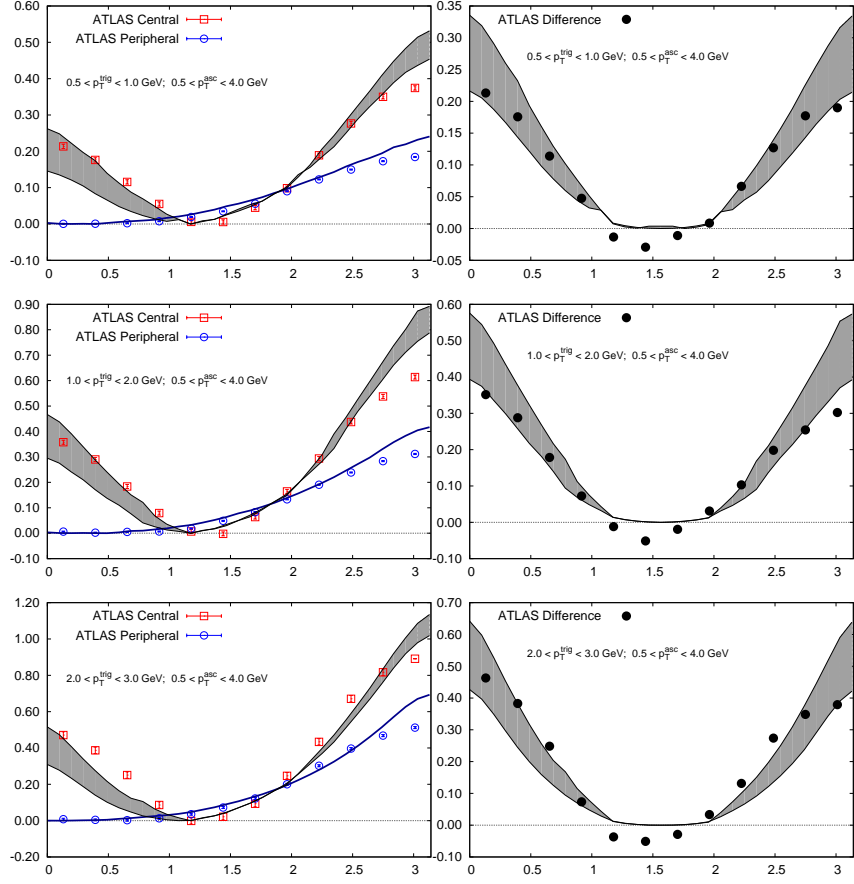 0.60
0.50
0.40
0.30
0.20
0.10
0.00
-0.10
0 0.5 1 1.5 2 2.5 3
ATLAS Central
ATLAS Peripheral
0.5 < p_T^trig < 1.0 GeV; 0.5 < p_T^asc < 4.0 GeV
0.35
0.30
0.25
0.20
0.15
0.10
0.05
0.00
-0.05
0 0.5 1 1.5 2 2.5 3
ATLAS Difference
0.5 < p_T^trig < 1.0 GeV; 0.5 < p_T^asc < 4.0 GeV
0.90
0.80
0.70
0.60
0.50
0.40
0.30
0.20
0.10
0.00
-0.10
0 0.5 1 1.5 2 2.5 3
ATLAS Central
ATLAS Peripheral
1.0 < p_T^trig < 2.0 GeV; 0.5 < p_T^asc < 4.0 GeV
0.60
0.50
0.40
0.30
0.20
0.10
0.00
-0.10
0 0.5 1 1.5 2 2.5 3
ATLAS Difference
1.0 < p_T^trig < 2.0 GeV; 0.5 < p_T^asc < 4.0 GeV
1.20
1.00
0.80
0.60
0.40
0.20
0.00
-0.20
0 0.5 1 1.5 2 2.5 3
ATLAS Central
ATLAS Peripheral
2.0 < p_T^trig < 3.0 GeV; 0.5 < p_T^asc < 4.0 GeV
0.70
0.60
0.50
0.40
0.30
0.20
0.10
0.00
-0.10
0 0.5 1 1.5 2 2.5 3
ATLAS Difference
2.0 < p_T^trig < 3.0 GeV; 0.5 < p_T^asc < 4.0 GeV